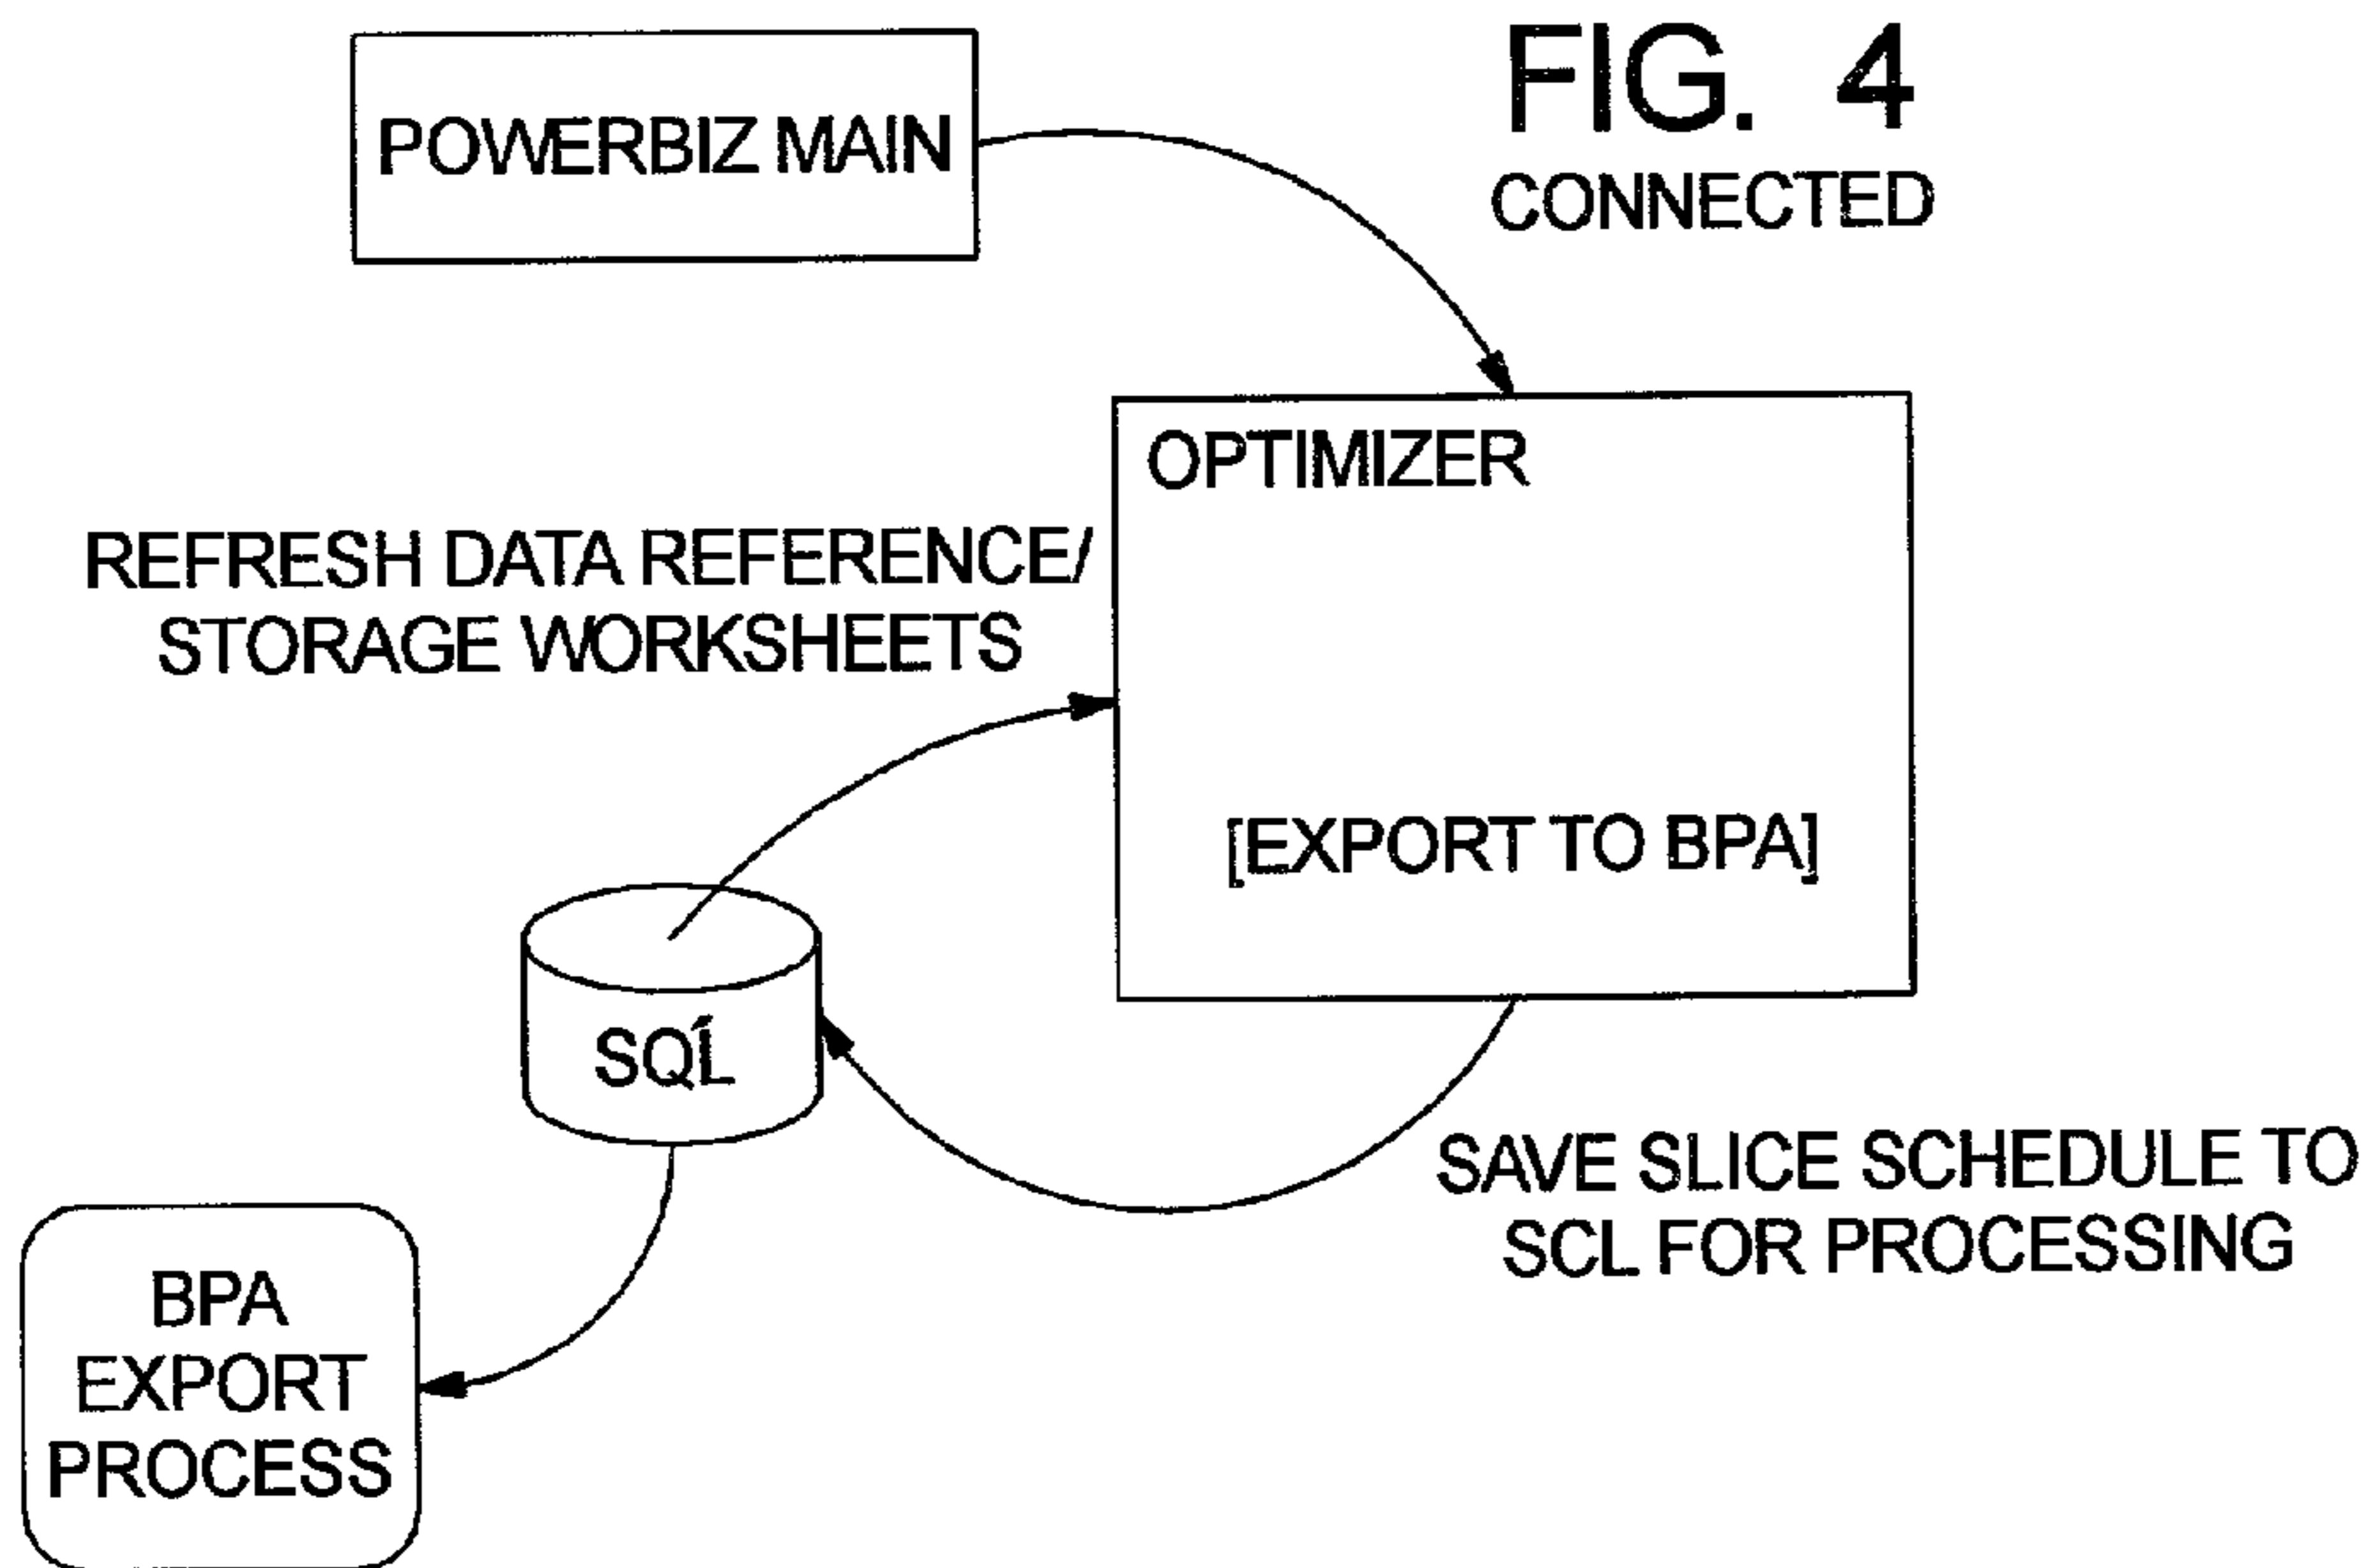 FIG. 4
CONNECTED
POWERBIZ MAIN
OPTIMIZER
REFRESH DATA REFERENCE/
STORAGE WORKSHEETS
[EXPORT TO BPA]
SQL
SAVE SLICE SCHEDULE TO
SCL FOR PROCESSING
BPA
EXPORT
PROCESS